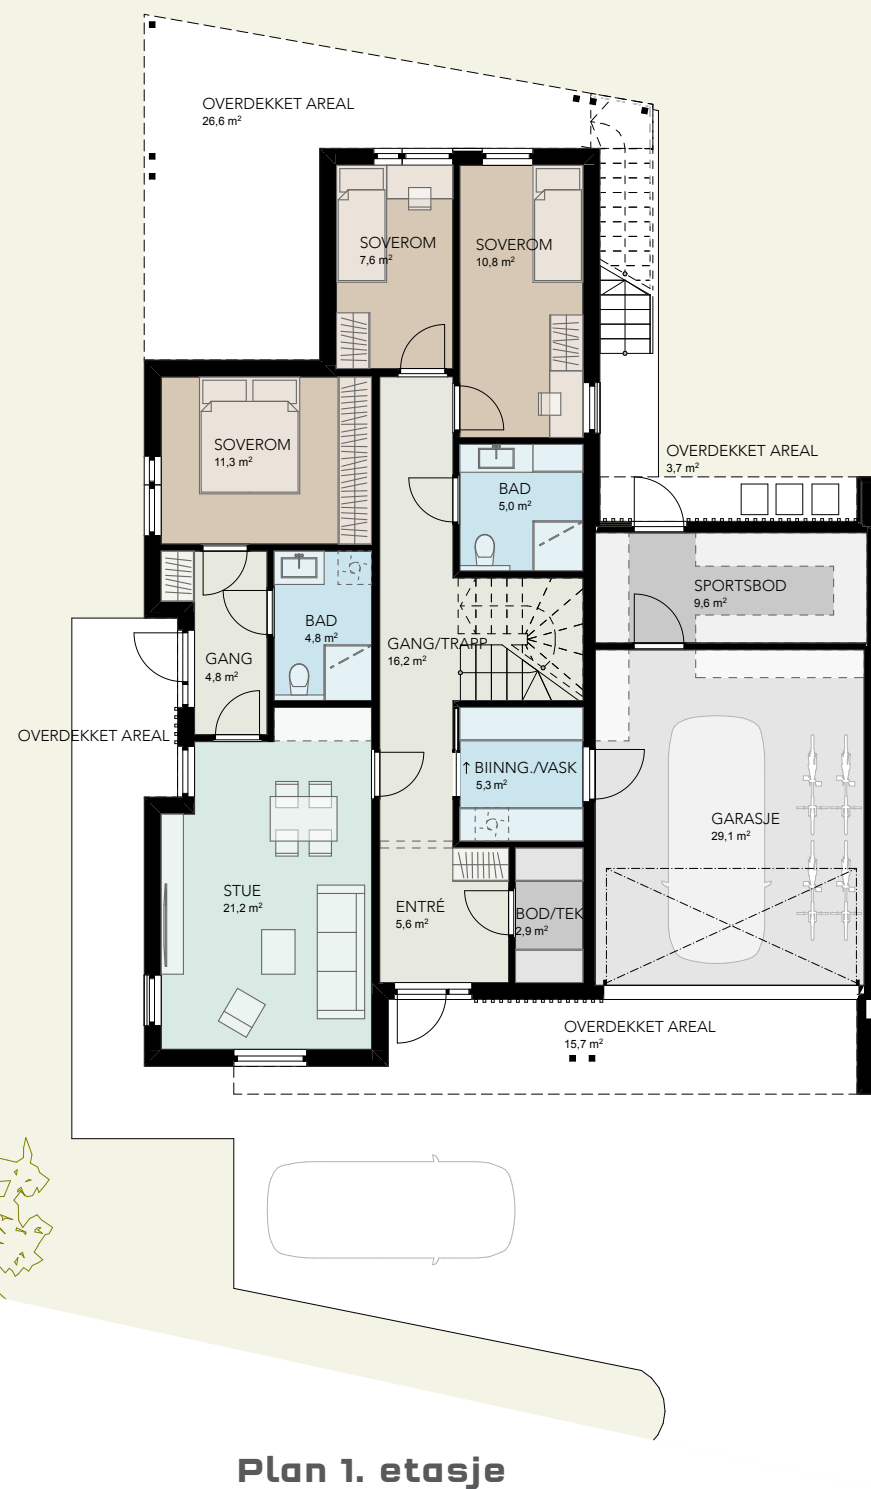 OVERDEKKET AREAL
26,6 m²
SOVEROM
7,6 m²
SOVEROM
10,8 m²
SOVEROM
11,3 m²
OVERDEKKET AREAL
3,7 m²
BAD
5,0 m²
SPORTSBOD
9,6 m²
BAD
4,8 m²
GANG/TRAPP
16,2 m²
GANG
4,8 m²
OVERDEKKET AREAL
↑ BIINNG./VASK
5,3 m²
GARASJE
29,1 m²
STUE
21,2 m²
ENTRÉ
5,6 m²
BOD/TEK
2,9 m²
OVERDEKKET AREAL
15,7 m²
Plan 1. etasje